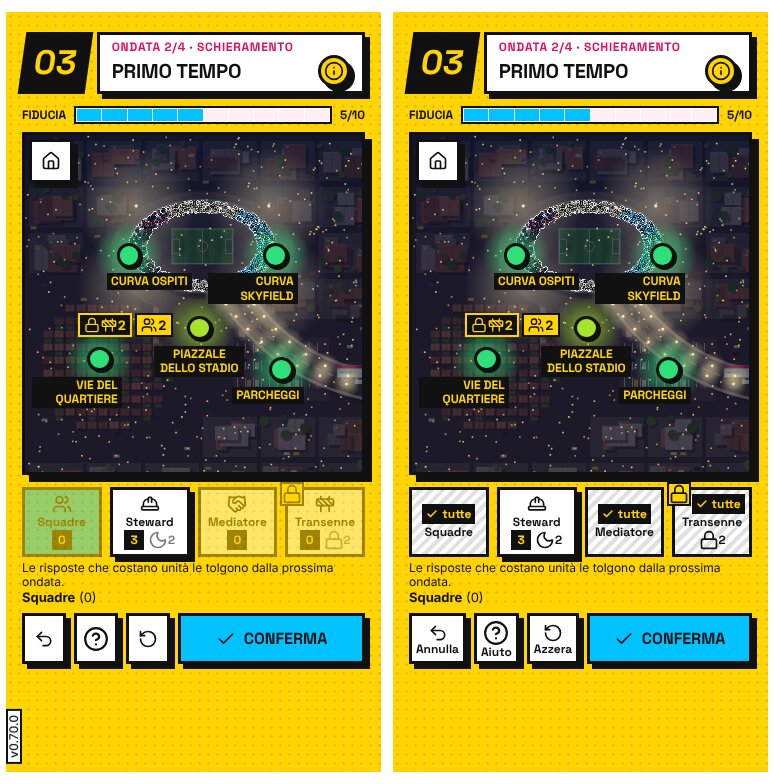 03
ONDATA 2/4 · SCHIERAMENTO
PRIMO TEMPO
FIDUCIA
5/10
CURVA OSPITI
CURVA
SKYFIELD
2
2
PIAZZALE
DELLO STADIO
VIE DEL
QUARTIERE
PARCHEGGI
Squadre
0
Steward
3 2
Mediatore
0
Transenne
0 2
Le risposte che costano unità le tolgono dalla prossima
ondata.
Squadre (0)
CONFERMA
v0.70.0
03
ONDATA 2/4 · SCHIERAMENTO
PRIMO TEMPO
FIDUCIA
5/10
CURVA OSPITI
CURVA
SKYFIELD
2
2
PIAZZALE
DELLO STADIO
VIE DEL
QUARTIERE
PARCHEGGI
tutte
Squadre
Steward
3 2
tutte
Mediatore
tutte
Transenne
2
Le risposte che costano unità le tolgono dalla prossima
ondata.
Squadre (0)
Annulla
Aiuto
Azzera
CONFERMA